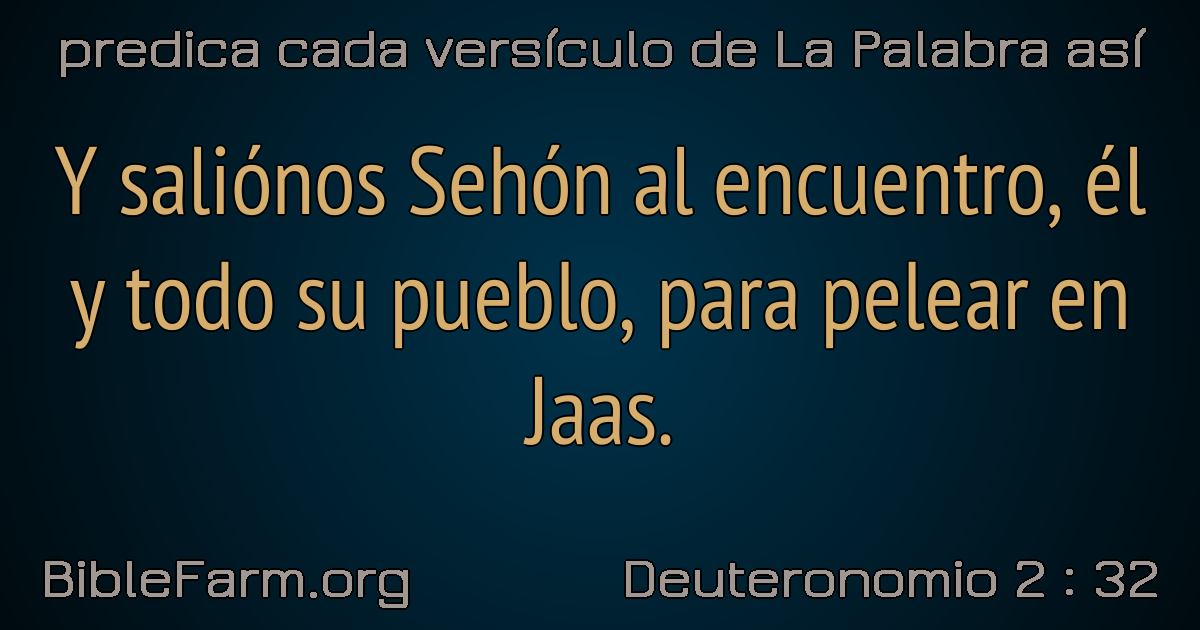 predica cada versículo de La Palabra así
Y saliónos Sehón al encuentro, él
y todo su pueblo, para pelear en
Jaas.
BibleFarm.org
Deuteronomio 2 : 32